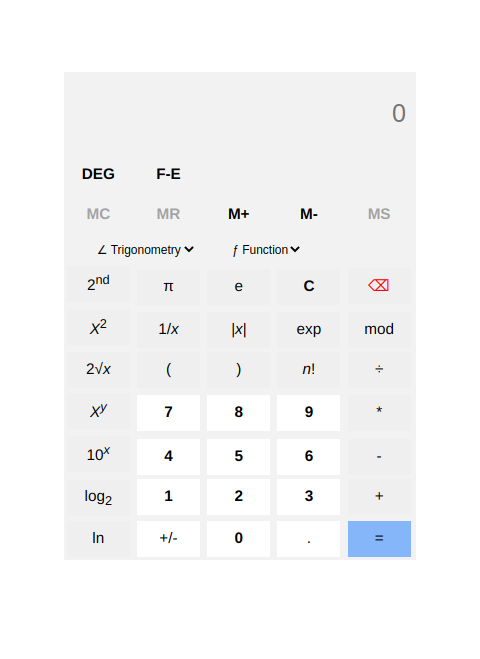 0
DEG F-E
MC MR M+ M- MS
∠ Trigonometry ƒ Function
2nd π e C ⌫
X2 1/x |x| exp mod
2√x ( ) n! ÷
Xy 7 8 9 *
10x 4 5 6 -
log2 1 2 3 +
ln +/- 0 . =